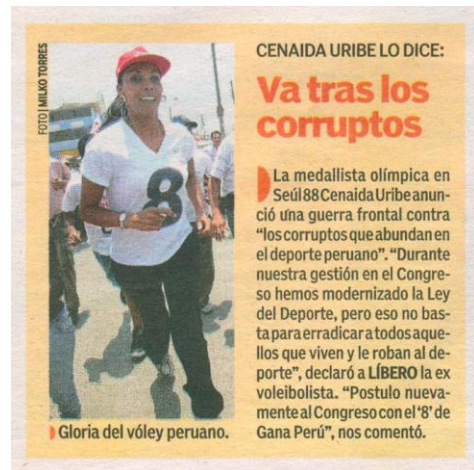 FOTO | MILKO TORRES
8
Gloria del vóley peruano.
CENAIDA URIBE LO DICE:
Va tras los
corruptos
La medallista olímpica en
Seúl 88 Cenaida Uribe anun-
ció una guerra frontal contra
"los corruptos que abundan en
el deporte peruano". "Durante
nuestra gestión en el Congre-
so hemos modernizado la Ley
del Deporte, pero eso no bas-
ta para erradicar a todos aque-
llos que viven y le roban al de-
porte", declaró a LÍBERO la ex
voleibolista. "Postulo nueva-
mente al Congreso con el '8' de
Gana Perú", nos comentó.